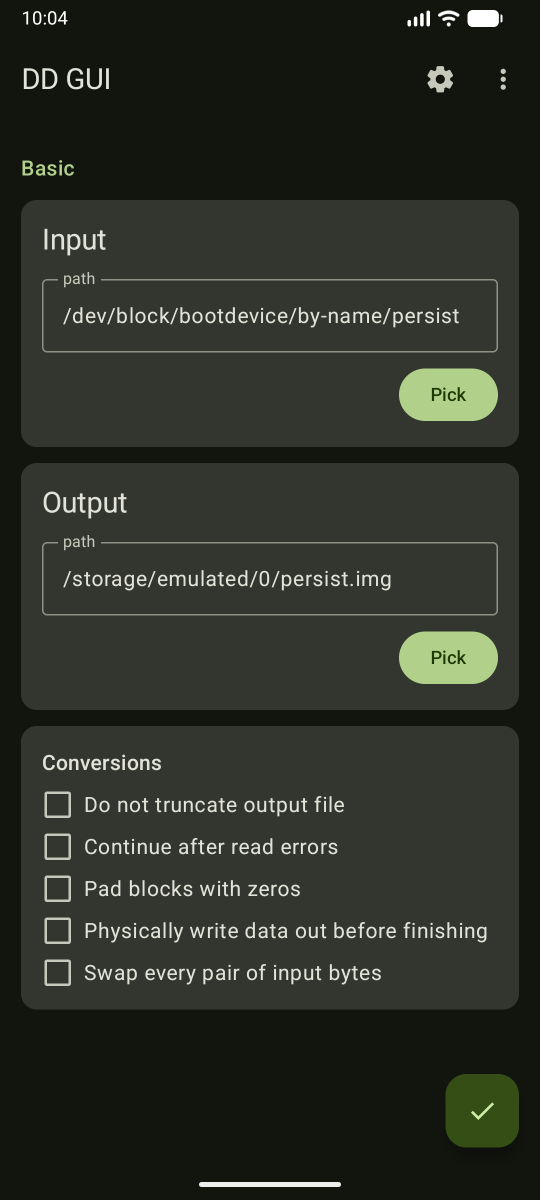 10:04
DD GUI
Basic
Input
path
/dev/block/bootdevice/by-name/persist
Pick
Output
path
/storage/emulated/0/persist.img
Pick
Conversions
Do not truncate output file
Continue after read errors
Pad blocks with zeros
Physically write data out before finishing
Swap every pair of input bytes